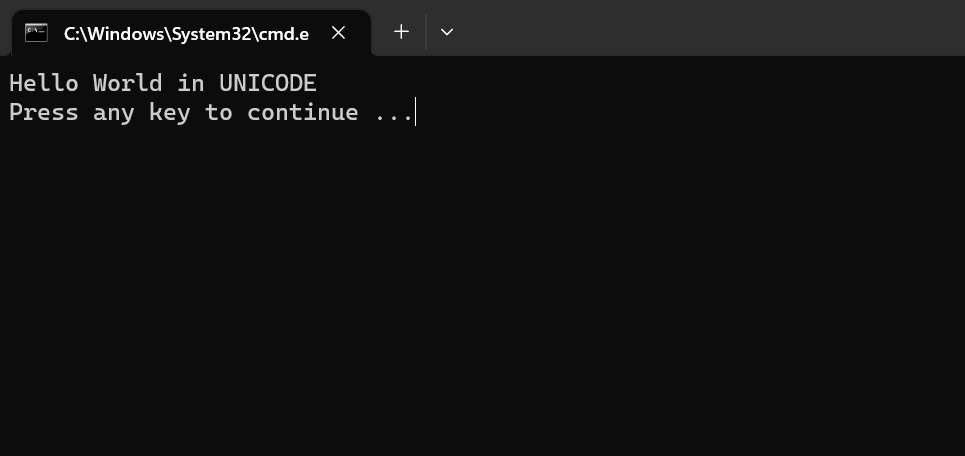 C:\Windows\System32\cmd.e
Hello World in UNICODE
Press any key to continue ...